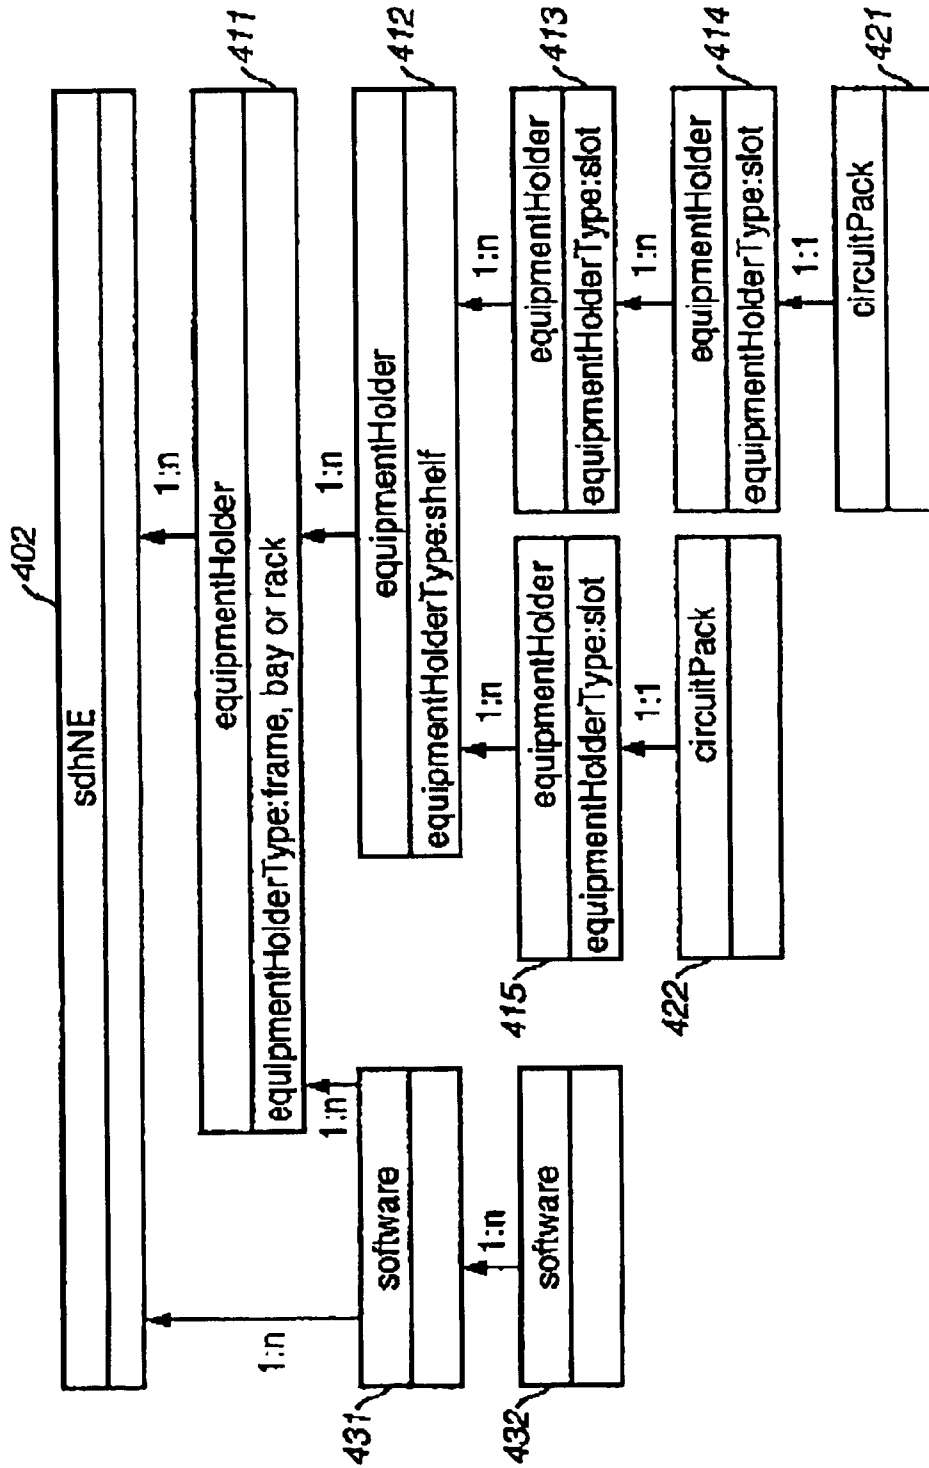 402
sdhNE
1:n
1:n
equipmentHolder
equipmentHolderType:frame, bay or rack
411
1:n
1:n
software
431
equipmentHolder
equipmentHolderType:shelf
412
1:n
1:n
1:n
software
432
equipmentHolder
equipmentHolderType:slot
415
equipmentHolder
equipmentHolderType:slot
413
1:1
1:n
circuitPack
422
equipmentHolder
equipmentHolderType:slot
414
1:1
circuitPack
421